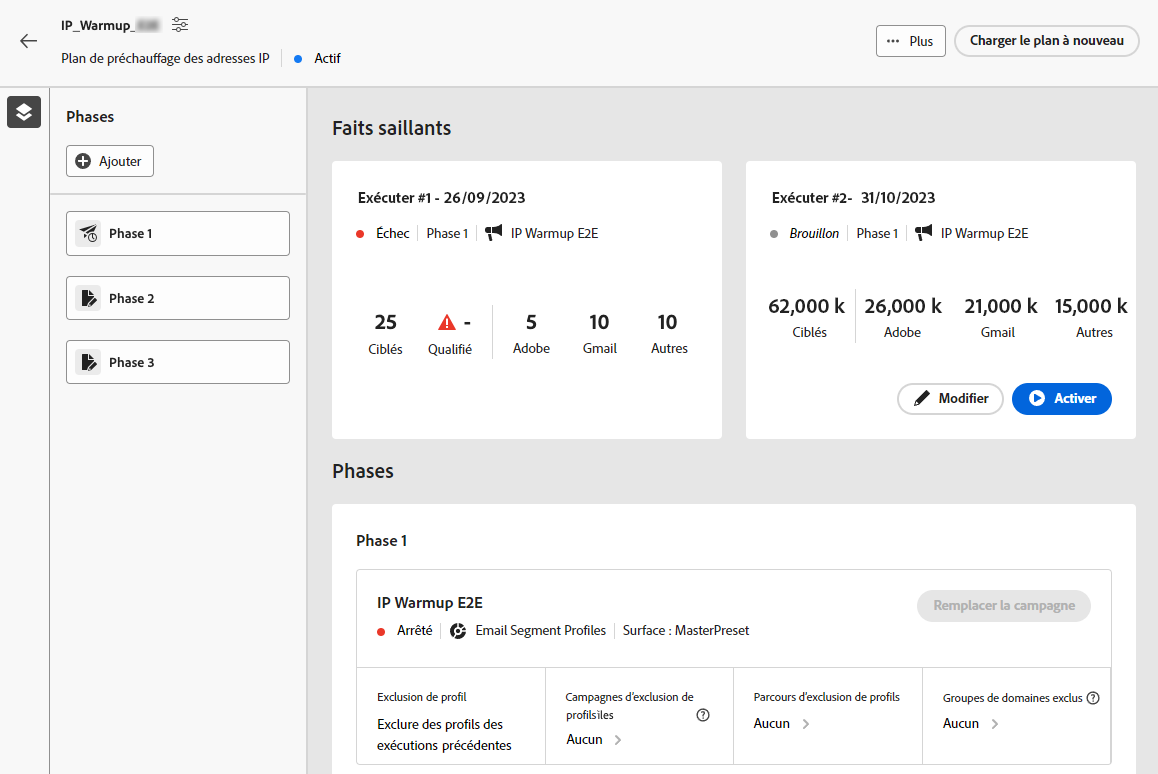 IP_Warmup_
Plan de préchauffage des adresses IP
Actif
Plus
Charger le plan à nouveau
Phases
Ajouter
Phase 1
Phase 2
Phase 3
Faits saillants
Exécuter #1 - 26/09/2023
Échec
Phase 1
IP Warmup E2E
25
-
5
10
10
Ciblés
Qualifié
Adobe
Gmail
Autres
Exécuter #2- 31/10/2023
Brouillon
Phase 1
IP Warmup E2E
62,000 k
26,000 k
21,000 k
15,000 k
Ciblés
Adobe
Gmail
Autres
Modifier
Activer
Phases
Phase 1
IP Warmup E2E
Remplacer la campagne
Arrêté
Email Segment Profiles
Surface : MasterPreset
Exclusion de profil
Exclure des profils des
exécutions précédentes
Campagnes d'exclusion de
profilsìles
Aucun
Parcours d'exclusion de profils
Aucun
Groupes de domaines exclus
Aucun